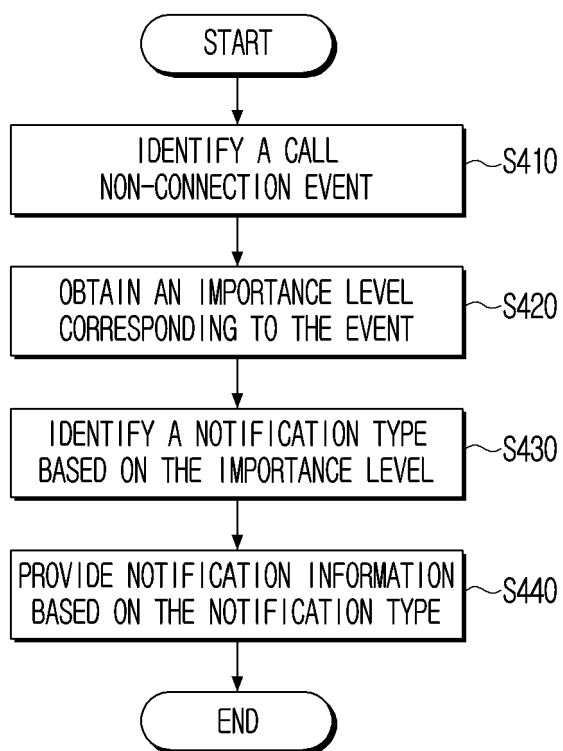 START
IDENTIFY A CALL
NON-CONNECTION EVENT
S410
OBTAIN AN IMPORTANCE LEVEL
CORRESPONDING TO THE EVENT
S420
IDENTIFY A NOTIFICATION TYPE
BASED ON THE IMPORTANCE LEVEL
S430
PROVIDE NOTIFICATION INFORMATION
BASED ON THE NOTIFICATION TYPE
S440
END